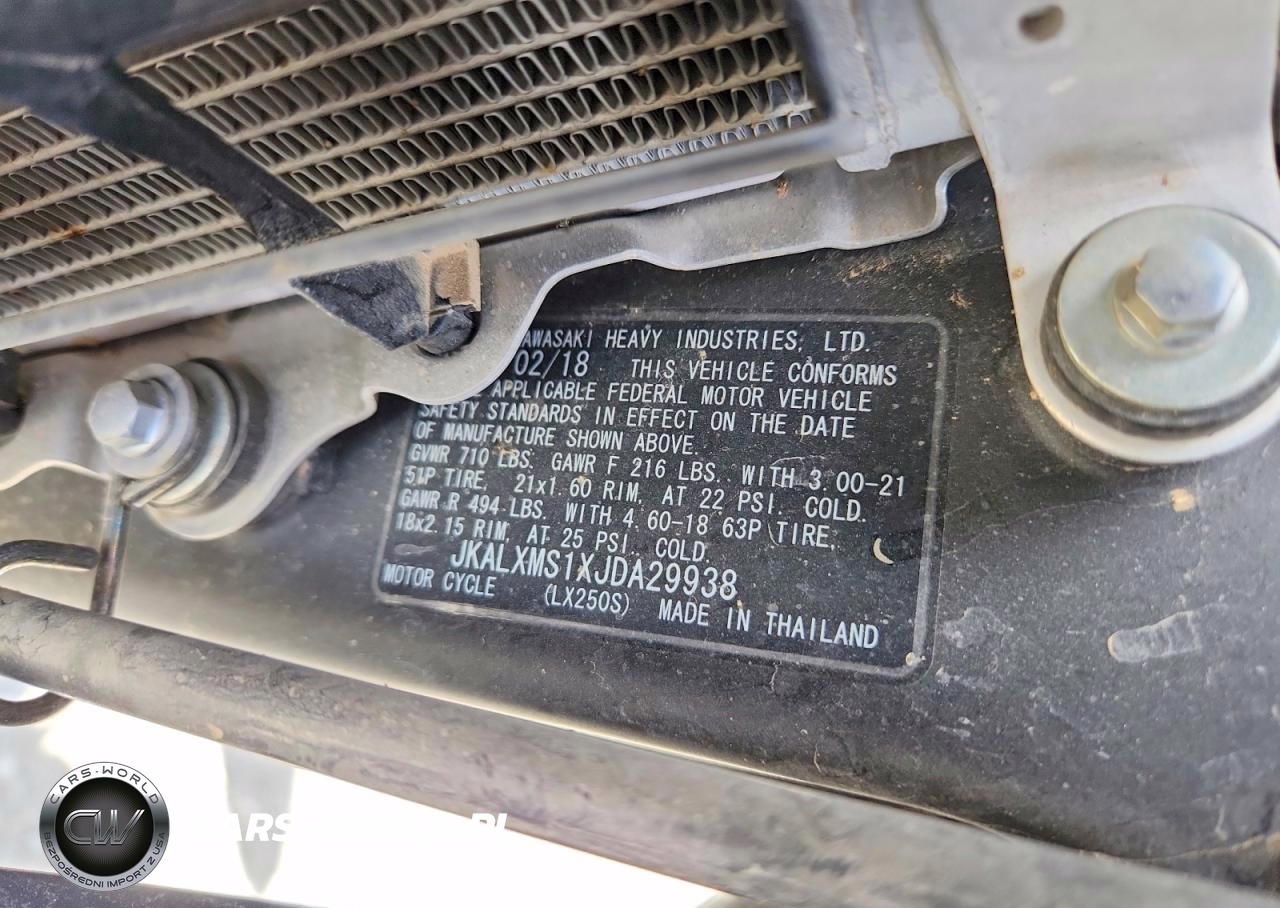 AWASAKI HEAVY INDUSTRIES, LTD.
02/18 THIS VEHICLE CONFORMS
APPLICABLE FEDERAL MOTOR VEHICLE
SAFETY STANDARDS IN EFFECT ON THE DATE
OF MANUFACTURE SHOWN ABOVE.
GVWR 710 LBS. GAWR F 216 LBS. WITH 3.00-21
51P TIRE, 21x1.60 RIM, AT 22 PSI. COLD.
GAWR R 494 LBS. WITH 4.60-18 63P TIRE,
18x2.15 RIM, AT 25 PSI. COLD.
JKALXMS1XJDA29938
MOTOR CYCLE (LX250S) MADE IN THAILAND
CARS-WORLD
CW
BEZPOŚREDNI IMPORT Z USA